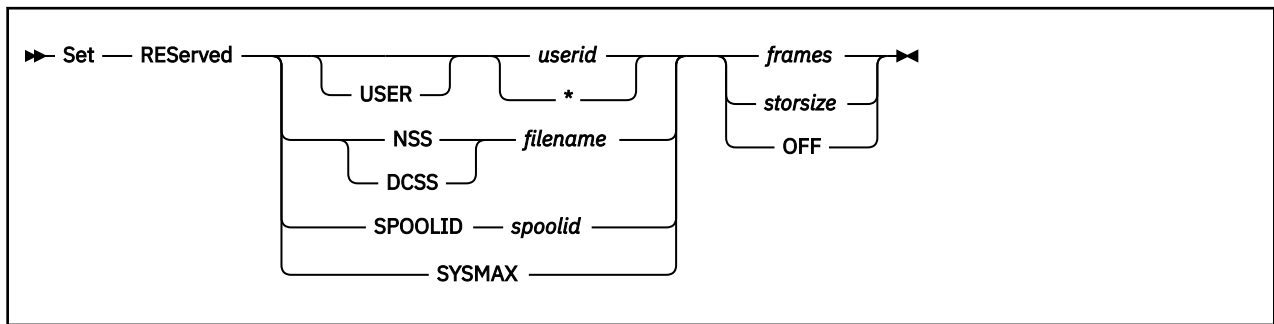 Set REServed userid frames
USER * storsize
NSS filename OFF
DCSS
SPOOLID spoolid
SYSMAX